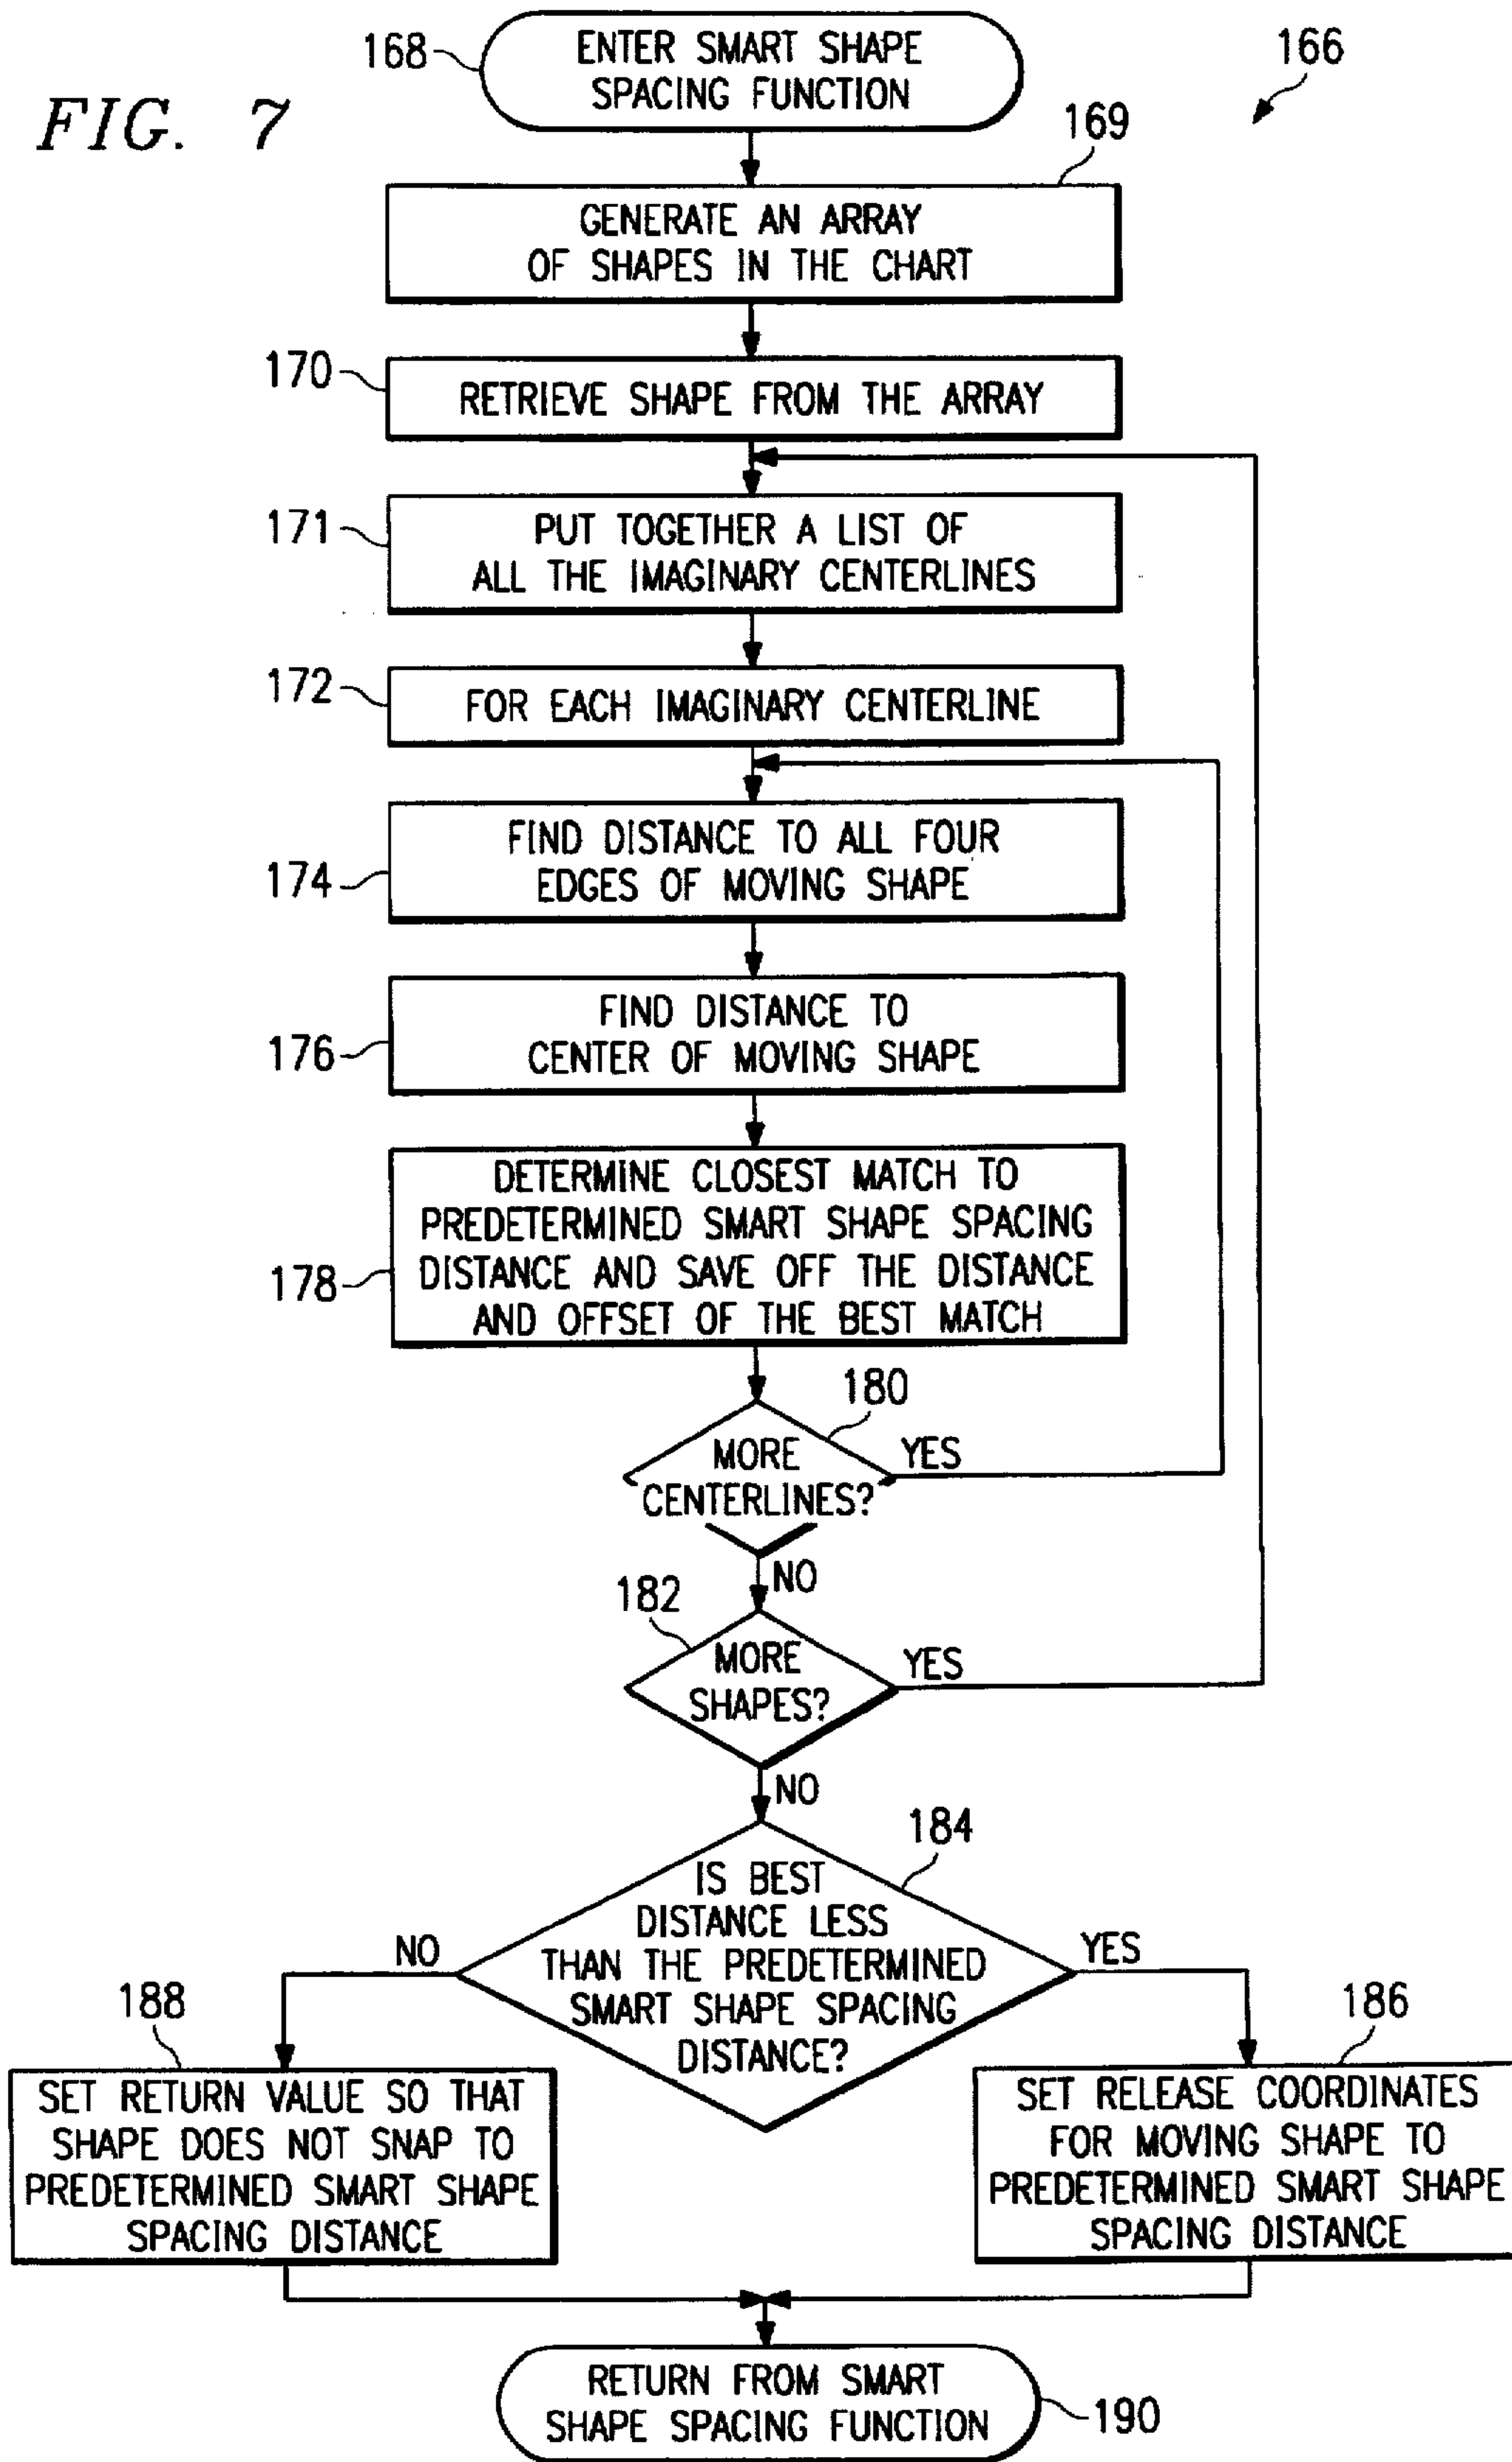 168
ENTER SMART SHAPE
SPACING FUNCTION
166
FIG. 7
169
GENERATE AN ARRAY
OF SHAPES IN THE CHART
170
RETRIEVE SHAPE FROM THE ARRAY
171
PUT TOGETHER A LIST OF
ALL THE IMAGINARY CENTERLINES
172
FOR EACH IMAGINARY CENTERLINE
174
FIND DISTANCE TO ALL FOUR
EDGES OF MOVING SHAPE
176
FIND DISTANCE TO
CENTER OF MOVING SHAPE
178
DETERMINE CLOSEST MATCH TO
PREDETERMINED SMART SHAPE SPACING
DISTANCE AND SAVE OFF THE DISTANCE
AND OFFSET OF THE BEST MATCH
180
MORE
CENTERLINES?
YES
NO
182
MORE
SHAPES?
YES
NO
184
IS BEST
DISTANCE LESS
THAN THE PREDETERMINED
SMART SHAPE SPACING
DISTANCE?
NO
YES
188
SET RETURN VALUE SO THAT
SHAPE DOES NOT SNAP TO
PREDETERMINED SMART SHAPE
SPACING DISTANCE
186
SET RELEASE COORDINATES
FOR MOVING SHAPE TO
PREDETERMINED SMART SHAPE
SPACING DISTANCE
RETURN FROM SMART
SHAPE SPACING FUNCTION
190